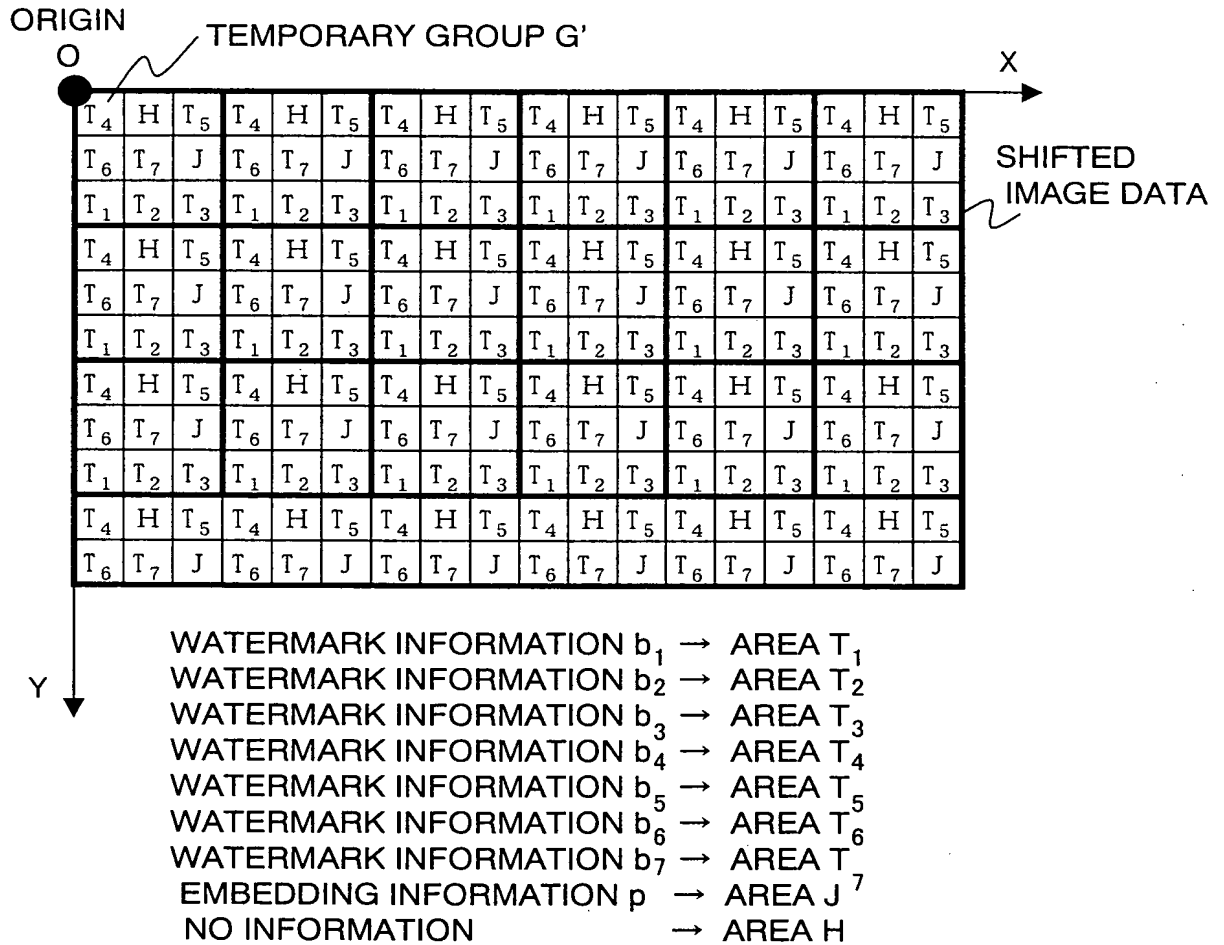 ORIGIN
O
TEMPORARY GROUP G'
X
T₄ H T₅ T₄ H T₅ T₄ H T₅ T₄ H T₅ T₄ H T₅ T₄ H T₅
T₆ T₇ J T₆ T₇ J T₆ T₇ J T₆ T₇ J T₆ T₇ J T₆ T₇ J
T₁ T₂ T₃ T₁ T₂ T₃ T₁ T₂ T₃ T₁ T₂ T₃ T₁ T₂ T₃ T₁ T₂ T₃
T₄ H T₅ T₄ H T₅ T₄ H T₅ T₄ H T₅ T₄ H T₅ T₄ H T₅
T₆ T₇ J T₆ T₇ J T₆ T₇ J T₆ T₇ J T₆ T₇ J T₆ T₇ J
T₁ T₂ T₃ T₁ T₂ T₃ T₁ T₂ T₃ T₁ T₂ T₃ T₁ T₂ T₃ T₁ T₂ T₃
T₄ H T₅ T₄ H T₅ T₄ H T₅ T₄ H T₅ T₄ H T₅ T₄ H T₅
T₆ T₇ J T₆ T₇ J T₆ T₇ J T₆ T₇ J T₆ T₇ J T₆ T₇ J
T₁ T₂ T₃ T₁ T₂ T₃ T₁ T₂ T₃ T₁ T₂ T₃ T₁ T₂ T₃ T₁ T₂ T₃
T₄ H T₅ T₄ H T₅ T₄ H T₅ T₄ H T₅ T₄ H T₅ T₄ H T₅
T₆ T₇ J T₆ T₇ J T₆ T₇ J T₆ T₇ J T₆ T₇ J T₆ T₇ J
SHIFTED
IMAGE DATA
Y
WATERMARK INFORMATION b₁ → AREA T₁
WATERMARK INFORMATION b₂ → AREA T₂
WATERMARK INFORMATION b₃ → AREA T₃
WATERMARK INFORMATION b₄ → AREA T₄
WATERMARK INFORMATION b₅ → AREA T₅
WATERMARK INFORMATION b₆ → AREA T₆
WATERMARK INFORMATION b₇ → AREA T₇
EMBEDDING INFORMATION p → AREA J
NO INFORMATION → AREA H